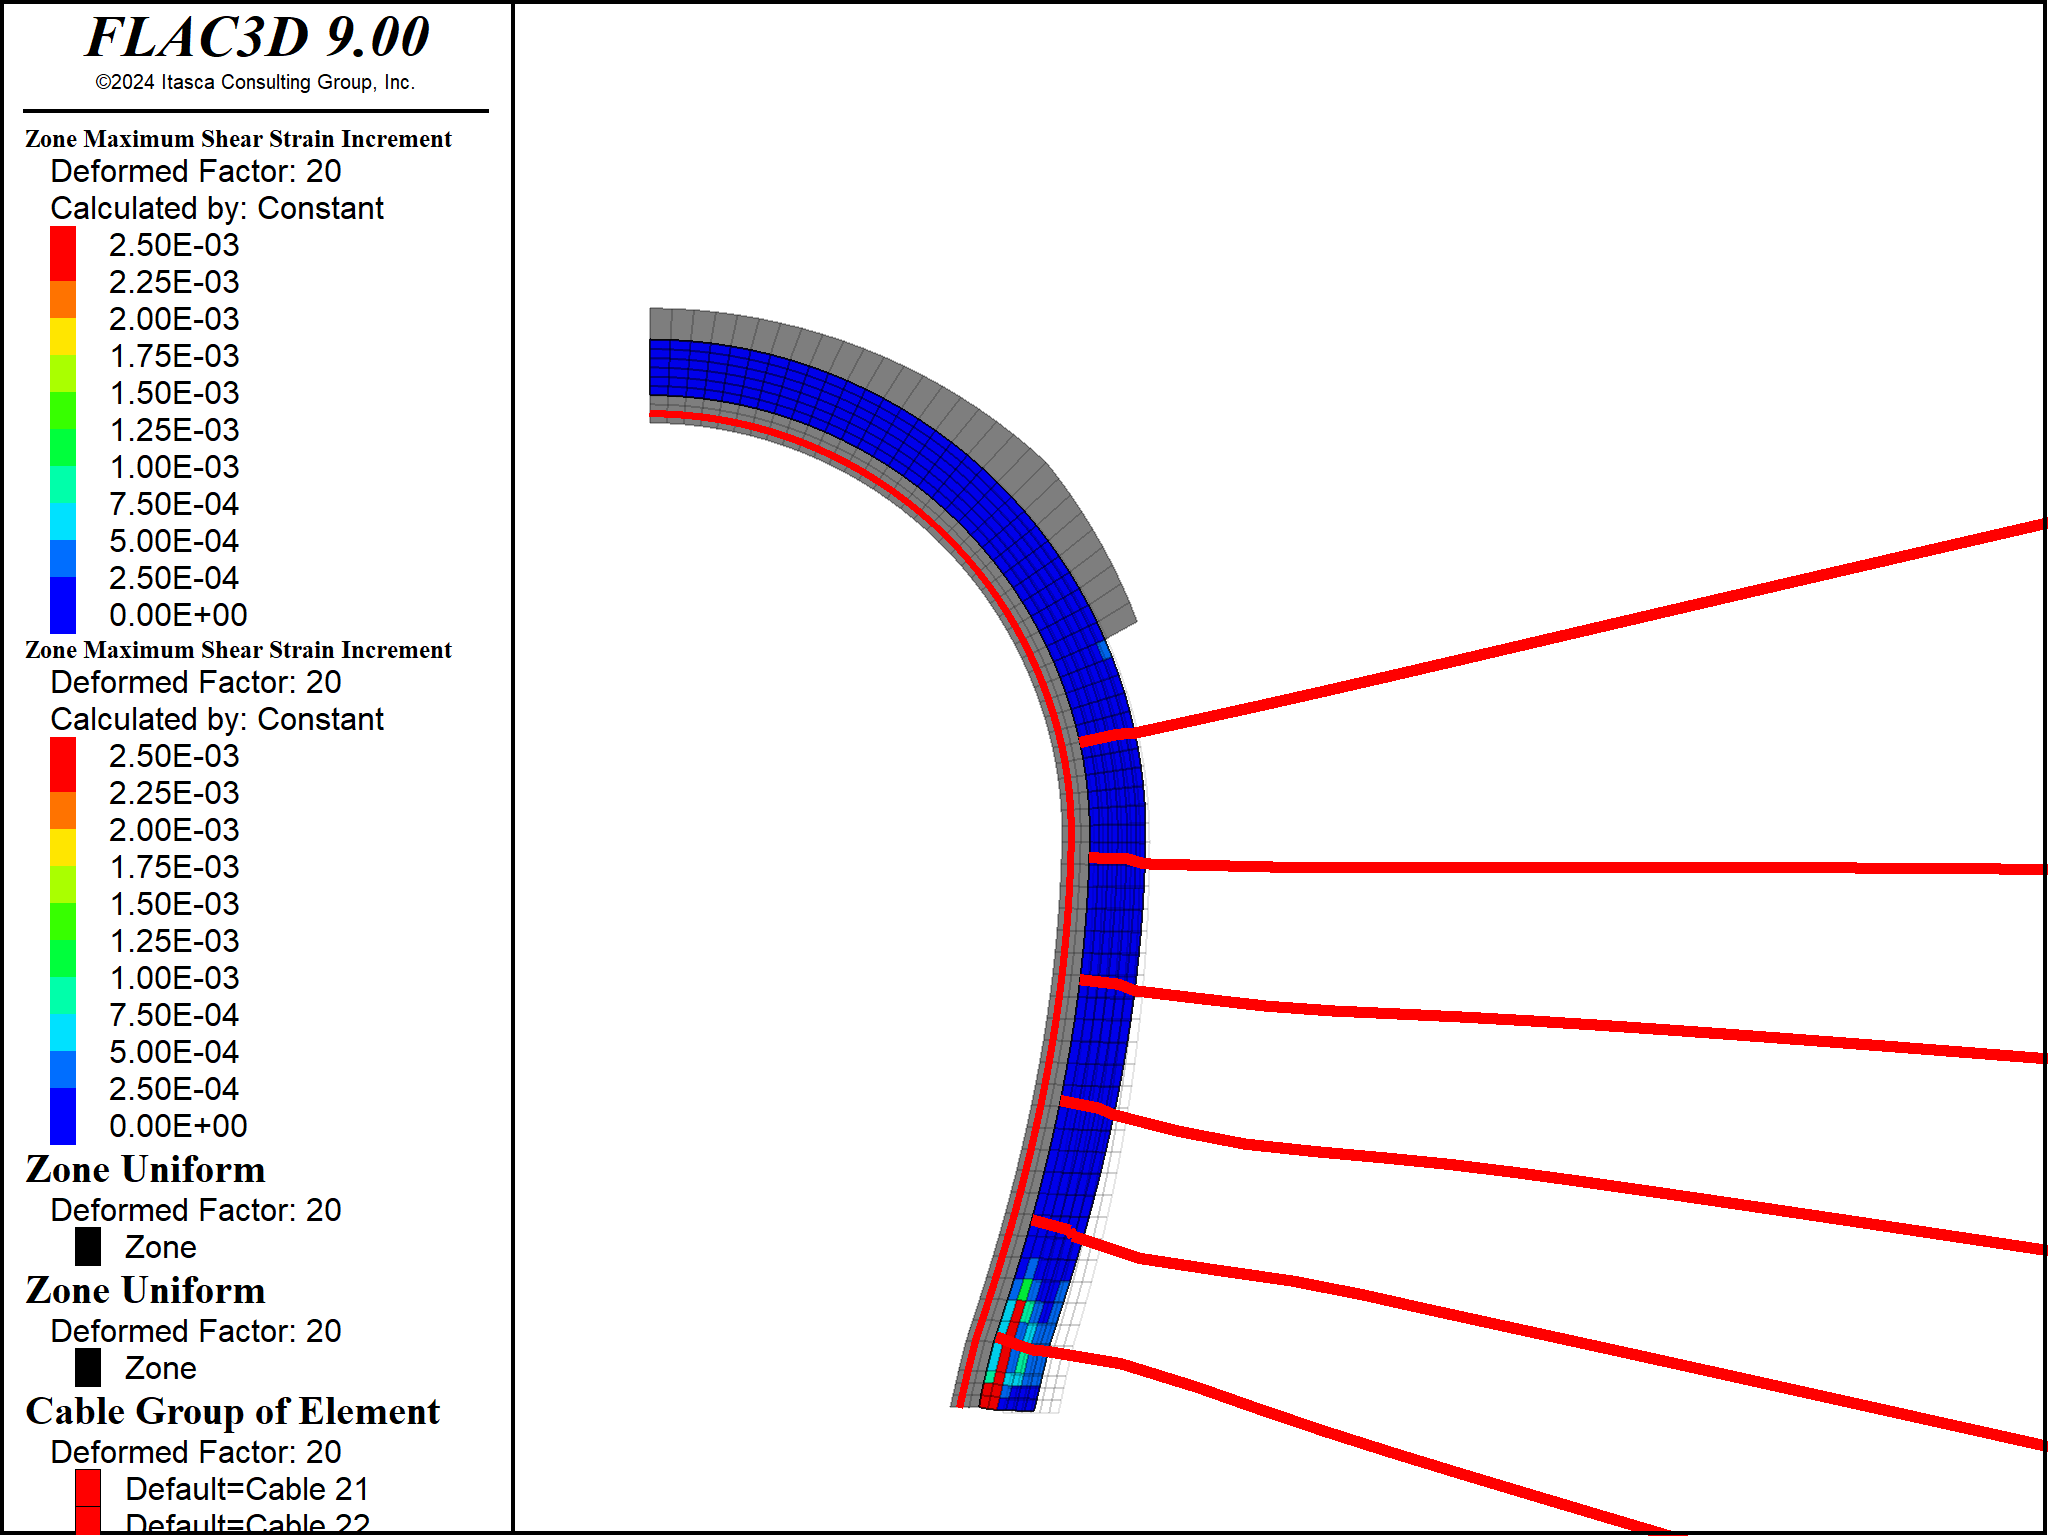 FLAC3D 9.00
©2024 Itasca Consulting Group, Inc.
Zone Maximum Shear Strain Increment
Deformed Factor: 20
Calculated by: Constant
2.50E-03
2.25E-03
2.00E-03
1.75E-03
1.50E-03
1.25E-03
1.00E-03
7.50E-04
5.00E-04
2.50E-04
0.00E+00
Zone Maximum Shear Strain Increment
Deformed Factor: 20
Calculated by: Constant
2.50E-03
2.25E-03
2.00E-03
1.75E-03
1.50E-03
1.25E-03
1.00E-03
7.50E-04
5.00E-04
2.50E-04
0.00E+00
Zone Uniform
Deformed Factor: 20
Zone
Zone Uniform
Deformed Factor: 20
Zone
Cable Group of Element
Deformed Factor: 20
Default=Cable 21
Default=Cable 22